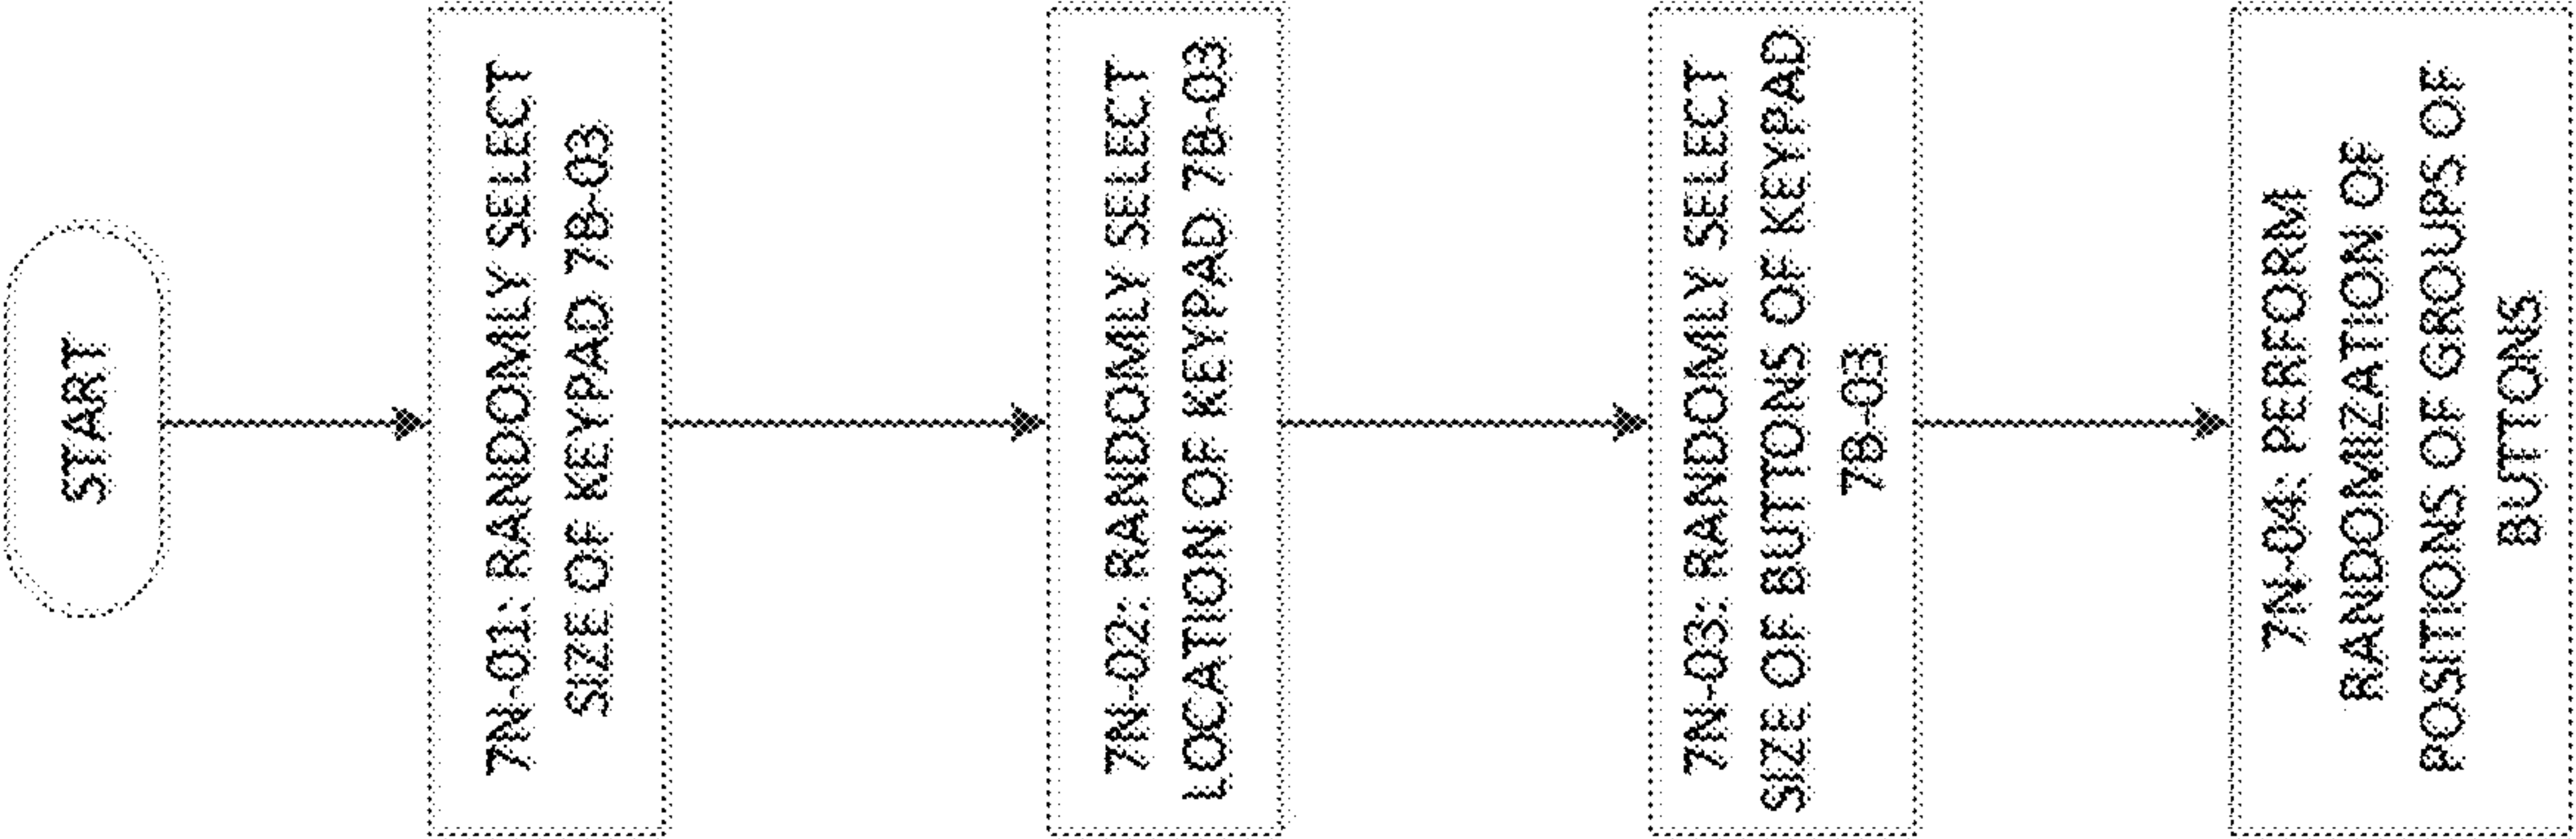 START
7N-01: RANDOMLY SELECT
SIZE OF KEYPAD 7B-03
7N-02: RANDOMLY SELECT
LOCATION OF KEYPAD 7B-03
7N-03: RANDOMLY SELECT
SIZE OF BUTTONS OF KEYPAD
7B-03
7N-04: PERFORM
RANDOMIZATION OF
POSITIONS OF GROUPS OF
BUTTONS